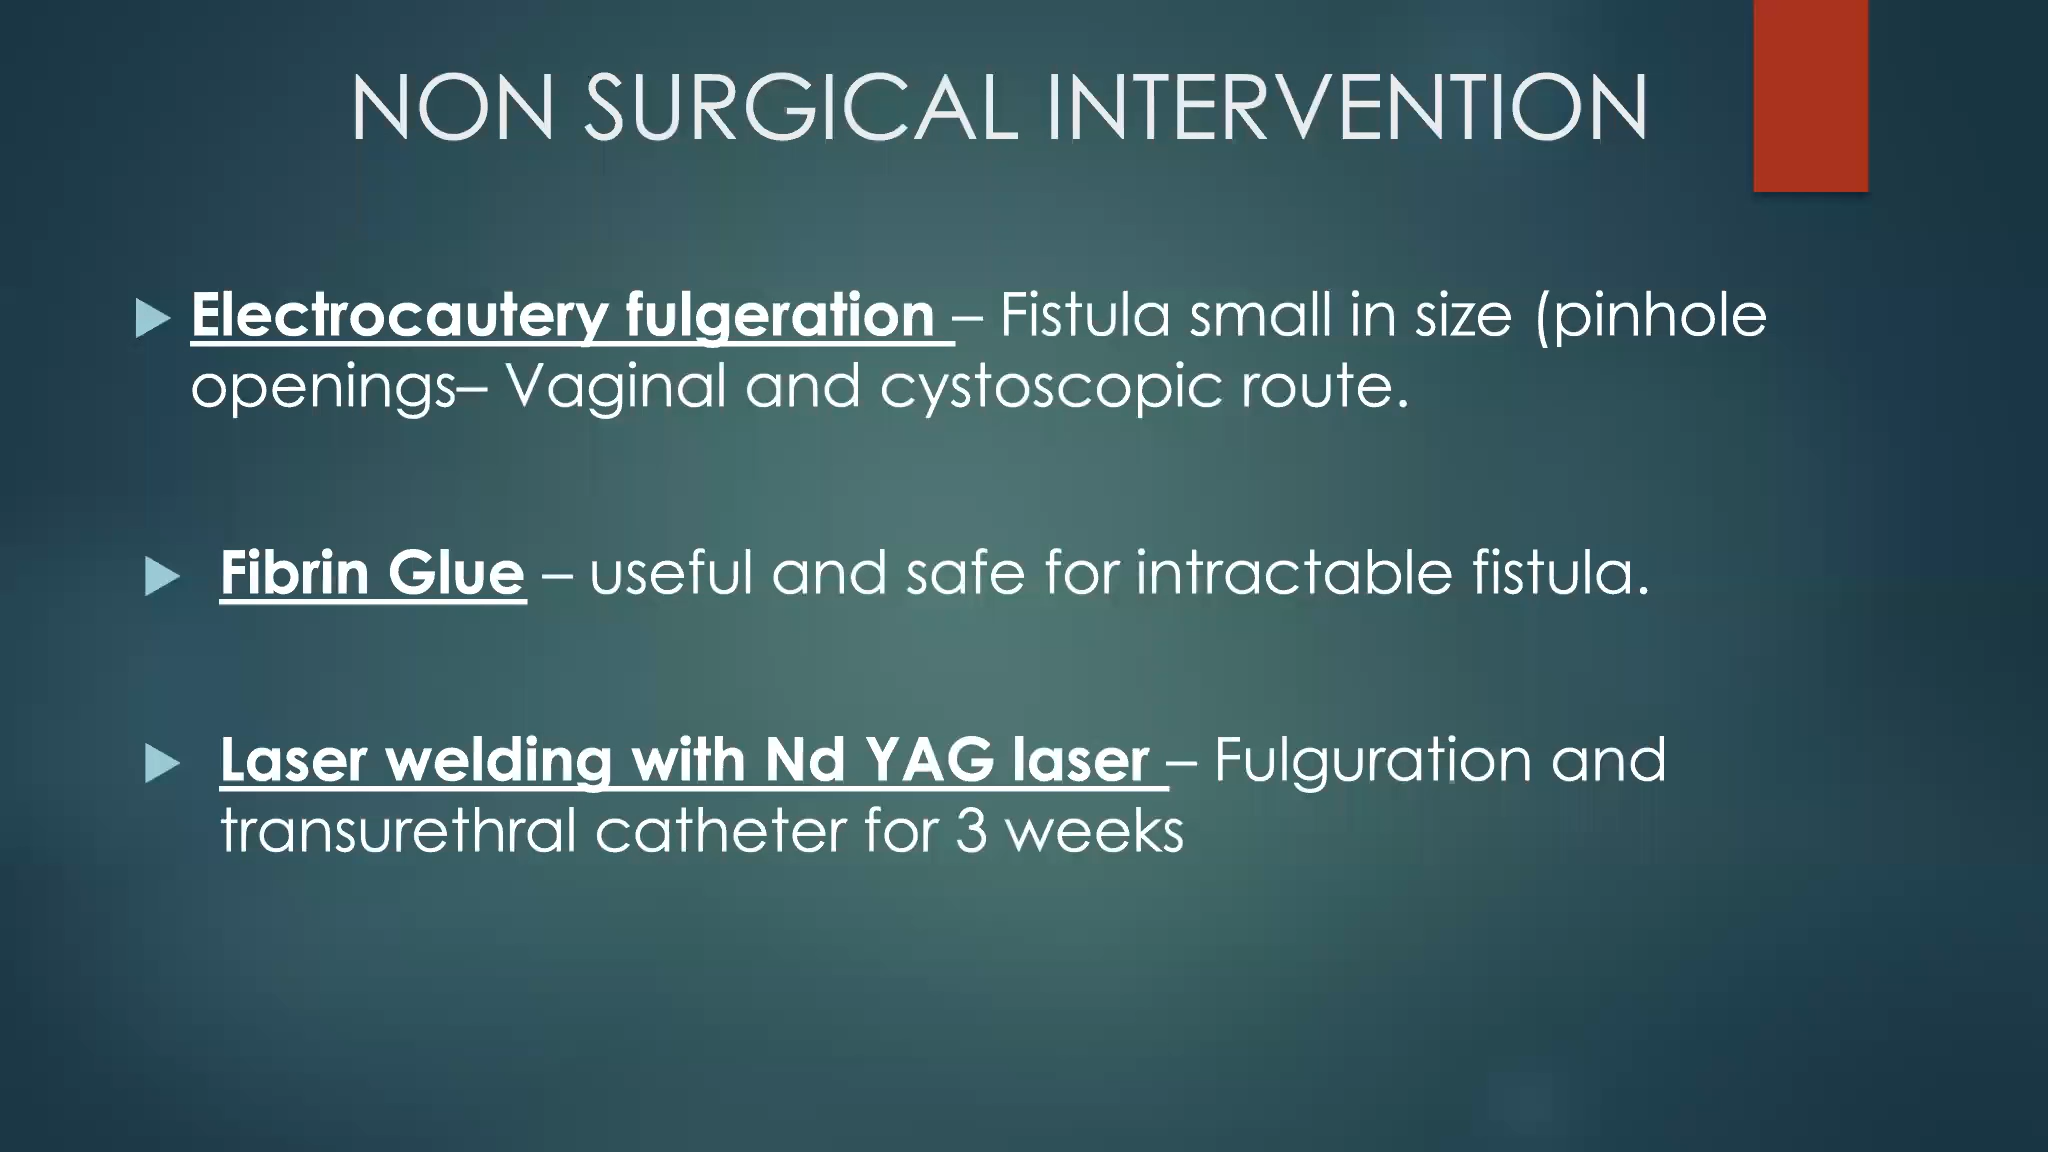 NON SURGICAL INTERVENTION
Electrocautery fulgeration – Fistula small in size (pinhole
openings– Vaginal and cystoscopic route.
Fibrin Glue – useful and safe for intractable fistula.
Laser welding with Nd YAG laser – Fulguration and
transurethral catheter for 3 weeks